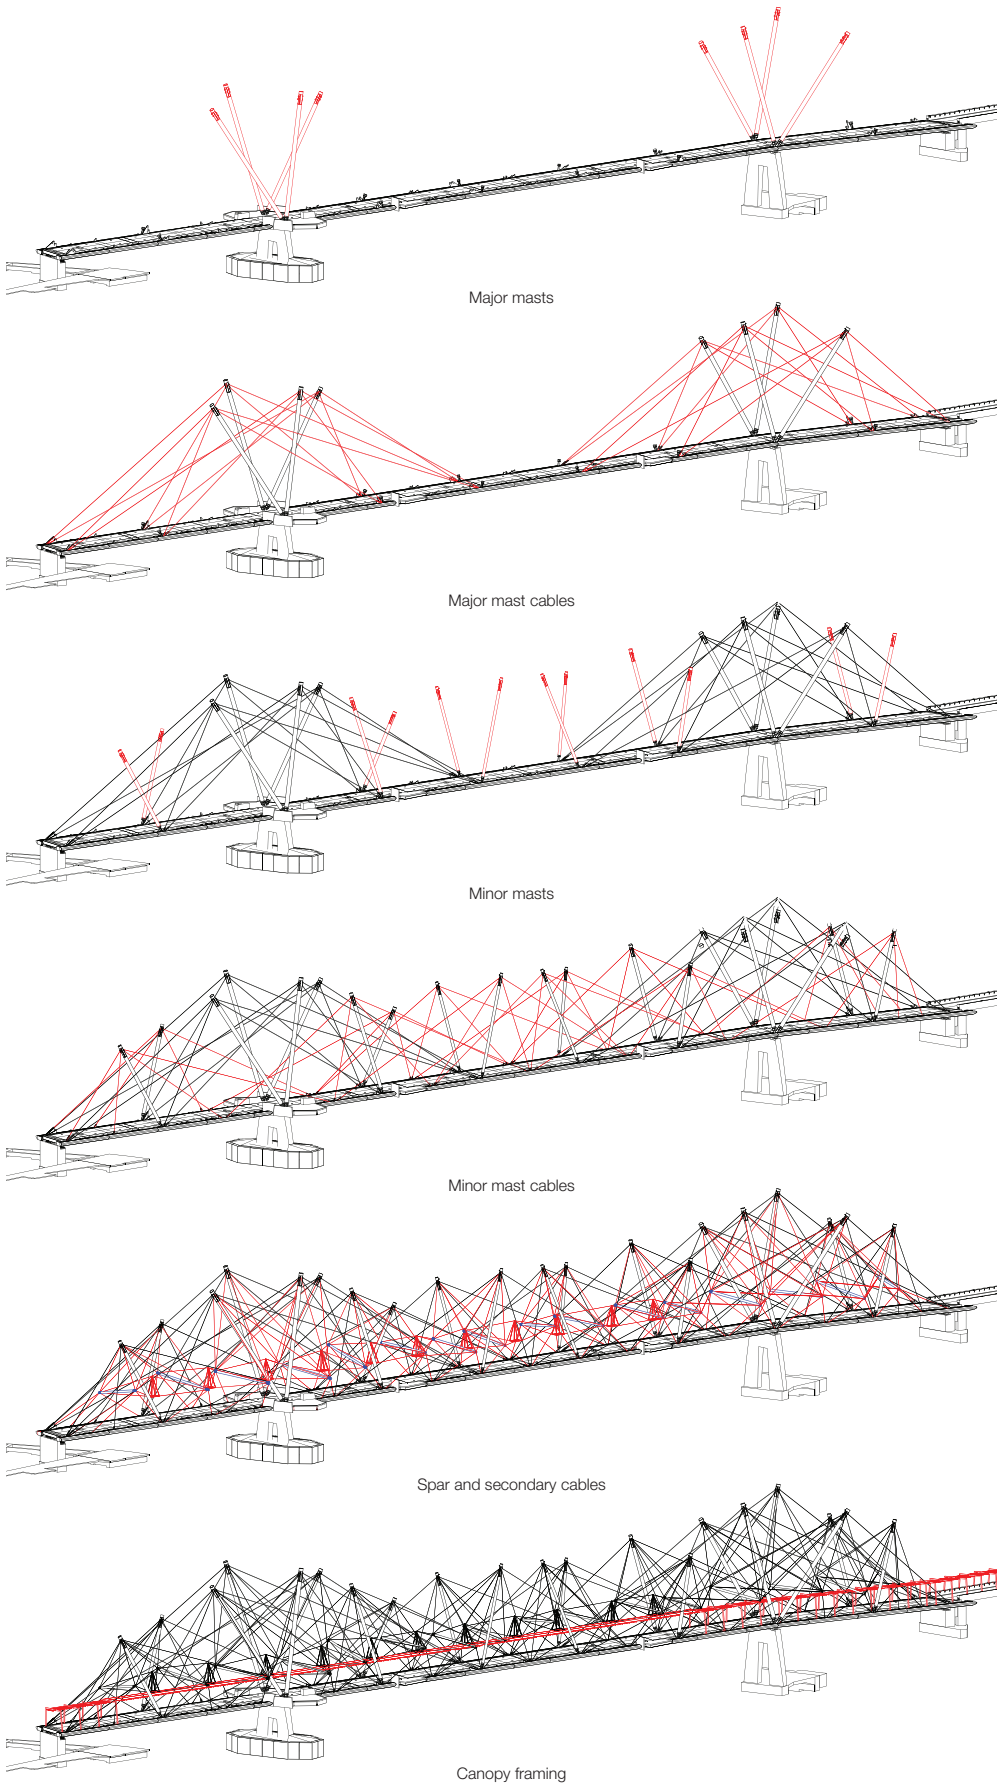 Major masts
Major mast cables
Minor masts
Minor mast cables
Spar and secondary cables
Canopy framing